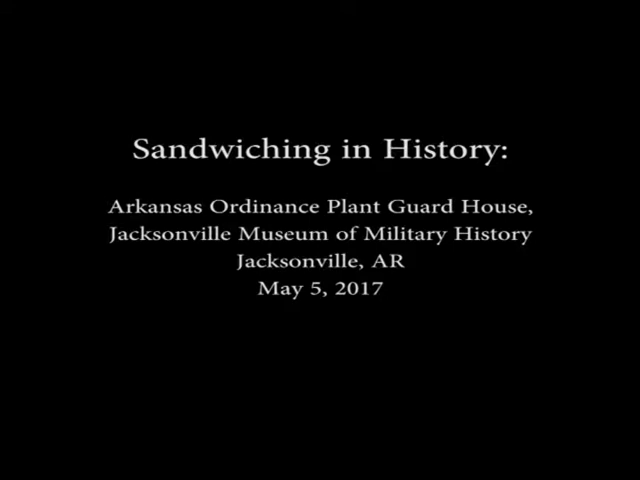 Sandwiching in History:
Arkansas Ordinance Plant Guard House,
Jacksonville Museum of Military History
Jacksonville, AR
May 5, 2017